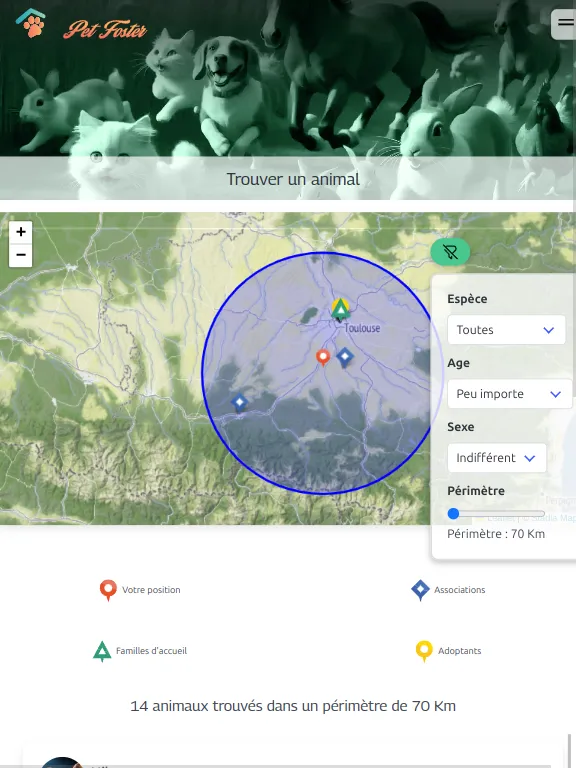 Pet Foster
Trouver un animal
+
−
Toulouse
Espèce
Toutes
Age
Peu importe
Sexe
Indifférent
Périmètre
Périmètre : 70 Km
Votre position
Associations
Familles d'accueil
Adoptants
14 animaux trouvés dans un périmètre de 70 Km